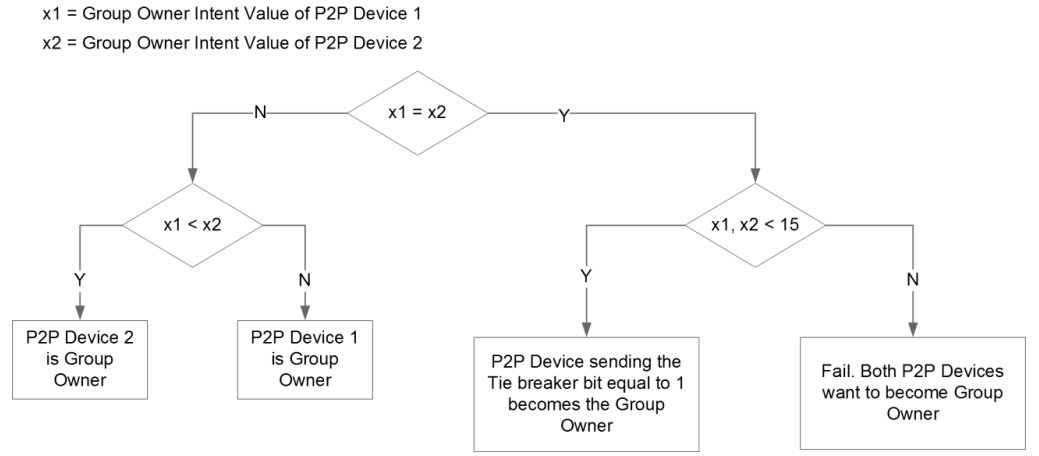 x1 = Group Owner Intent Value of P2P Device 1
x2 = Group Owner Intent Value of P2P Device 2
x1 = x2
N
Y
x1 < x2
x1, x2 < 15
Y
N
Y
N
P2P Device 2
is Group
Owner
P2P Device 1
is Group
Owner
P2P Device sending the
Tie breaker bit equal to 1
becomes the Group
Owner
Fail. Both P2P Devices
want to become Group
Owner